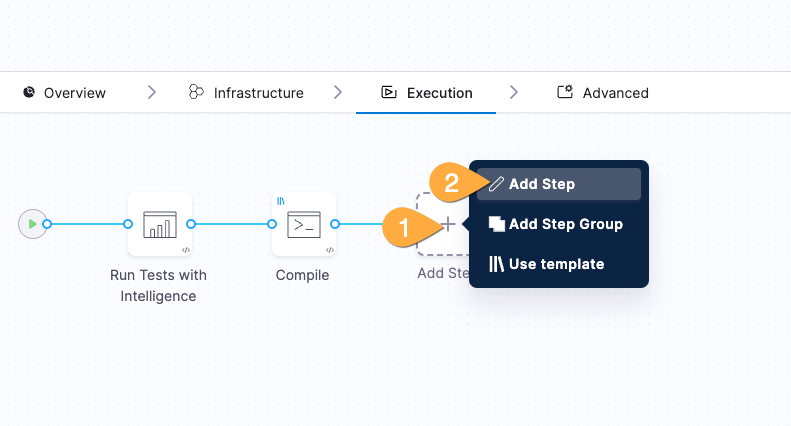 Overview
Infrastructure
Execution
Advanced
2
Add Step
1
Add Step Group
Use template
Run Tests with
Intelligence
Compile
Add Ste